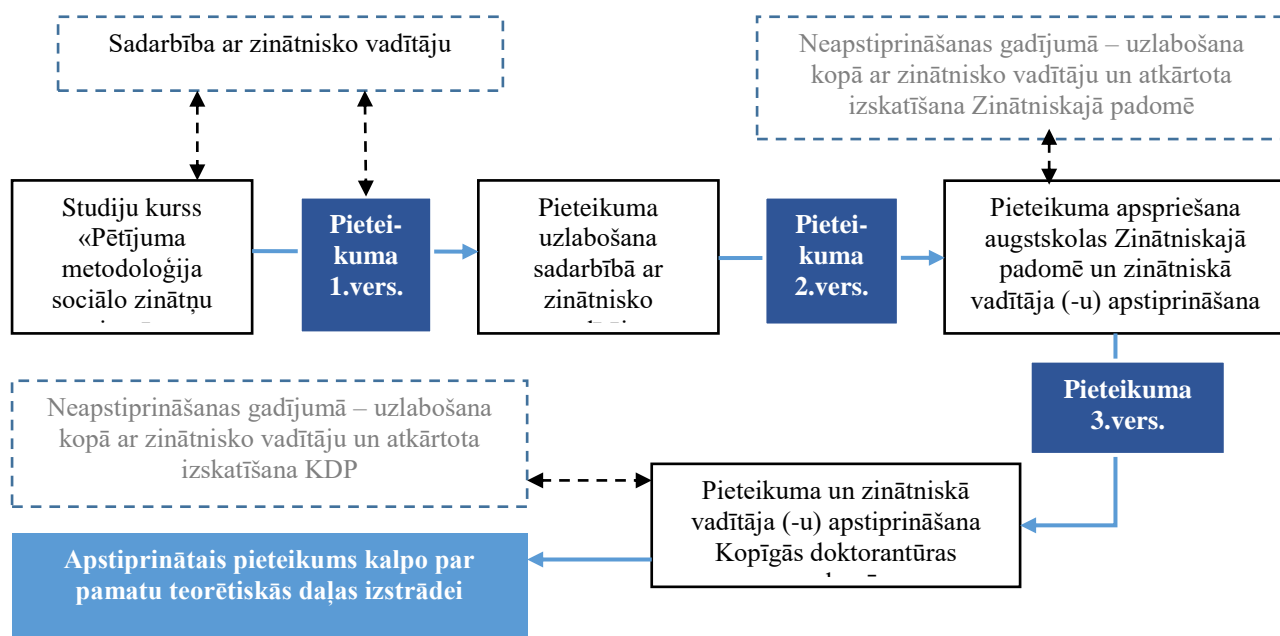 Sadarbība ar zinātnisko vadītāju
Neapstiprināšanas gadījumā – uzlabošana
kopā ar zinātnisko vadītāju un atkārtota
izskatīšana Zinātniskajā padomē
Studiju kurss
«Pētījuma
metodoloģija
sociālo zinātņu
Pietei-
kuma
1.vers.
Pieteikuma
uzlabošana
sadarbībā ar
zinātnisko
Pietei-
kuma
2.vers.
Pieteikuma apspriešana
augstskolas Zinātniskajā
padomē un zinātniskā
vadītāja (-u) apstiprināšana
Pieteikuma
3.vers.
Neapstiprināšanas gadījumā – uzlabošana
kopā ar zinātnisko vadītāju un atkārtota
izskatīšana KDP
Pieteikuma un zinātniskā
vadītāja (-u) apstiprināšana
Kopīgās doktorantūras
Apstiprinātais pieteikums kalpo par
pamatu teorētiskās daļas izstrādei